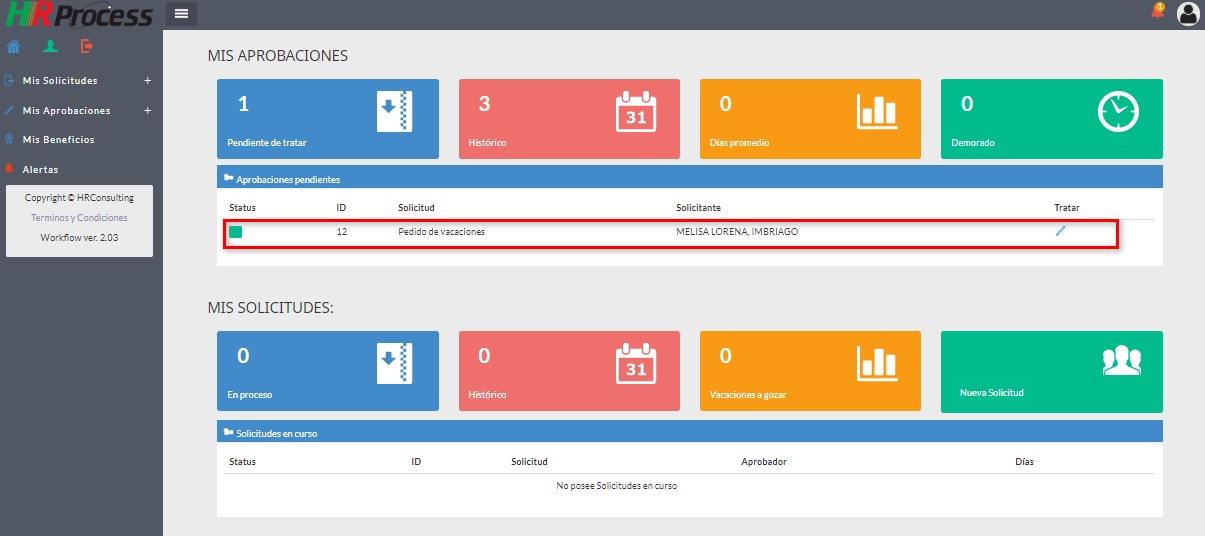 HRProcess
1
Mis Solicitudes +
Mis Aprobaciones +
Mis Beneficios
Alertas
Copyright © HRConsulting
Terminos y Condiciones
Workflow ver. 2.03
MIS APROBACIONES
1
Pendiente de tratar
3
31
Histórico
0
Días promedio
0
Demorado
Aprobaciones pendientes
Status ID Solicitud Solicitante Tratar
12 Pedido de vacaciones MELISA LORENA, IMBRIAGO
MIS SOLICITUDES:
0
En proceso
0
31
Histórico
0
Vacaciones a gozar
Nueva Solicitud
Solicitudes en curso
Status ID Solicitud Aprobador Días
No posee Solicitudes en curso